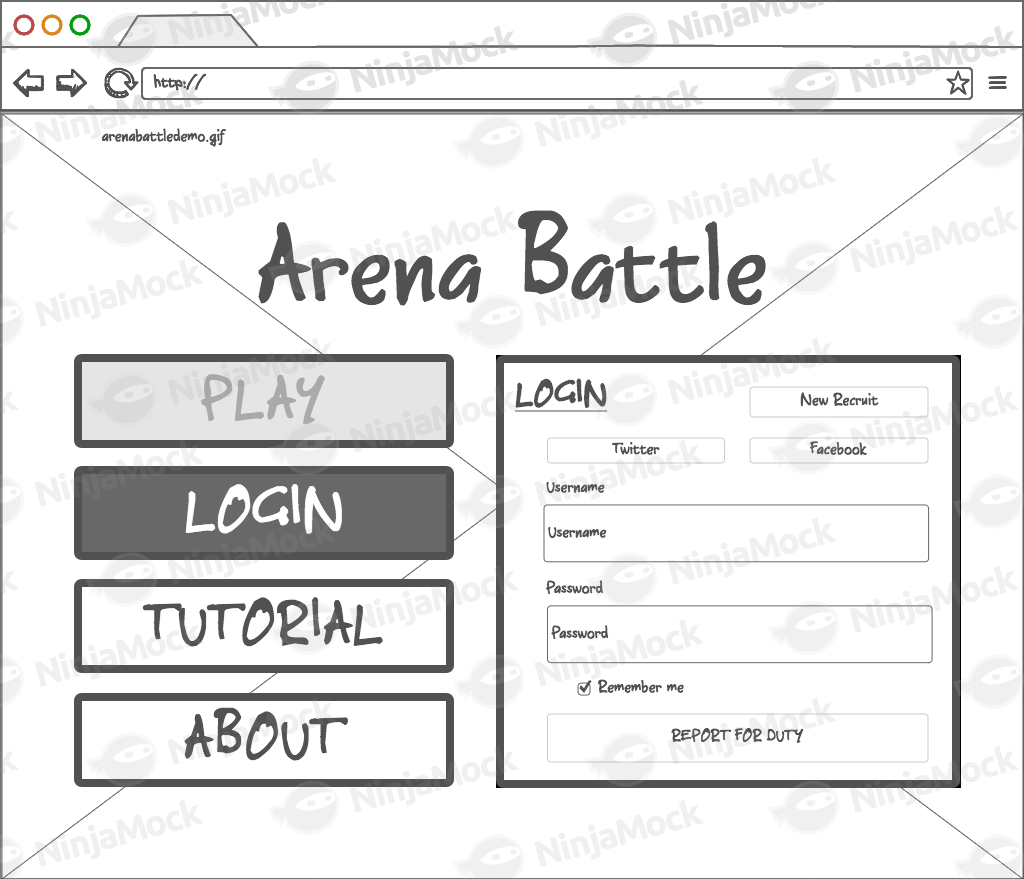 http://
arenabattledemo.gif
Arena Battle
PLAY
LOGIN
TUTORIAL
ABOUT
LOGIN
New Recruit
Twitter
Facebook
Username
Username
Password
Password
Remember me
REPORT FOR DUTY
NinjaMock